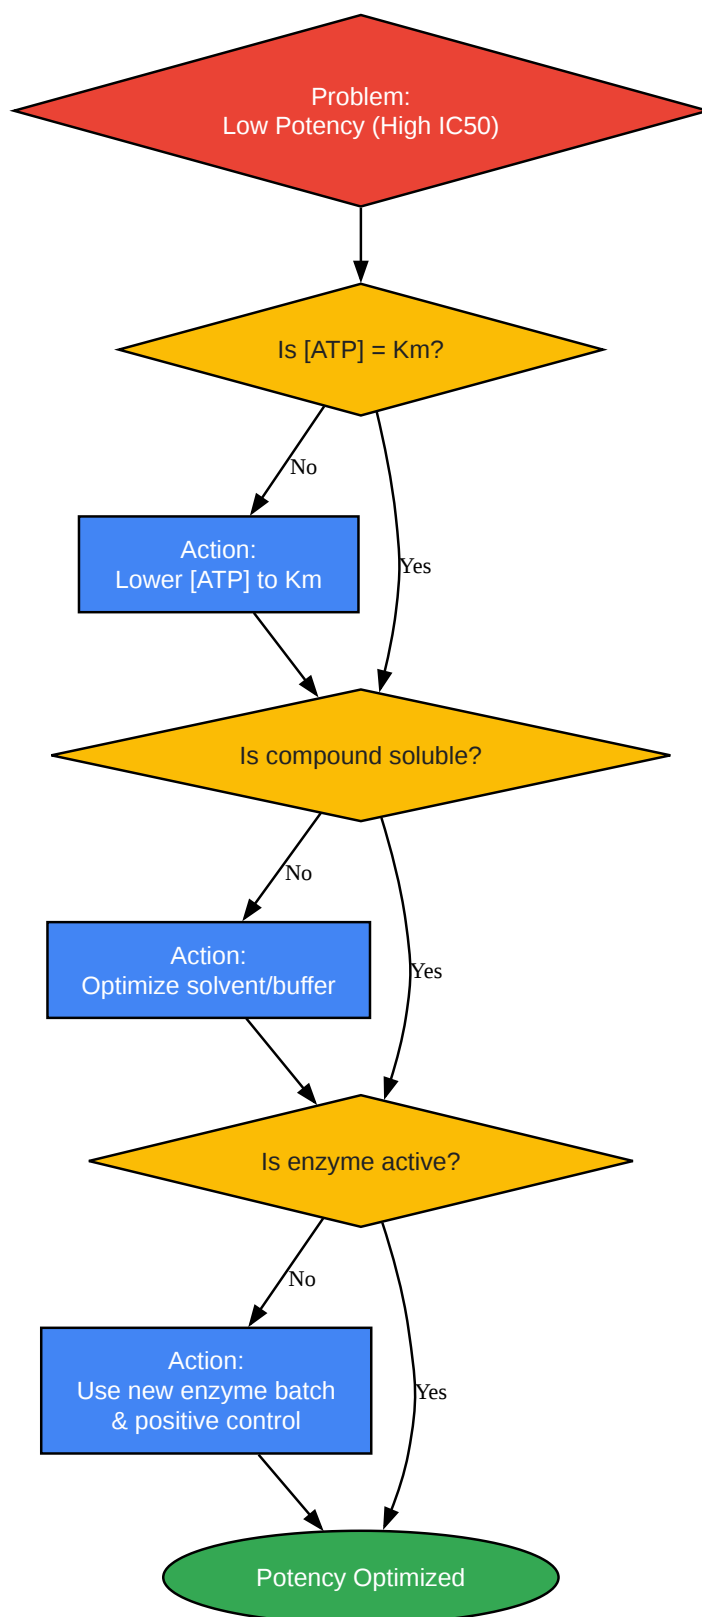 Problem:
Low Potency (High IC50)
Is [ATP] = Km?
No
Action:
Lower [ATP] to Km
Yes
Is compound soluble?
No
Action:
Optimize solvent/buffer
Yes
Is enzyme active?
No
Action:
Use new enzyme batch
& positive control
Yes
Potency Optimized